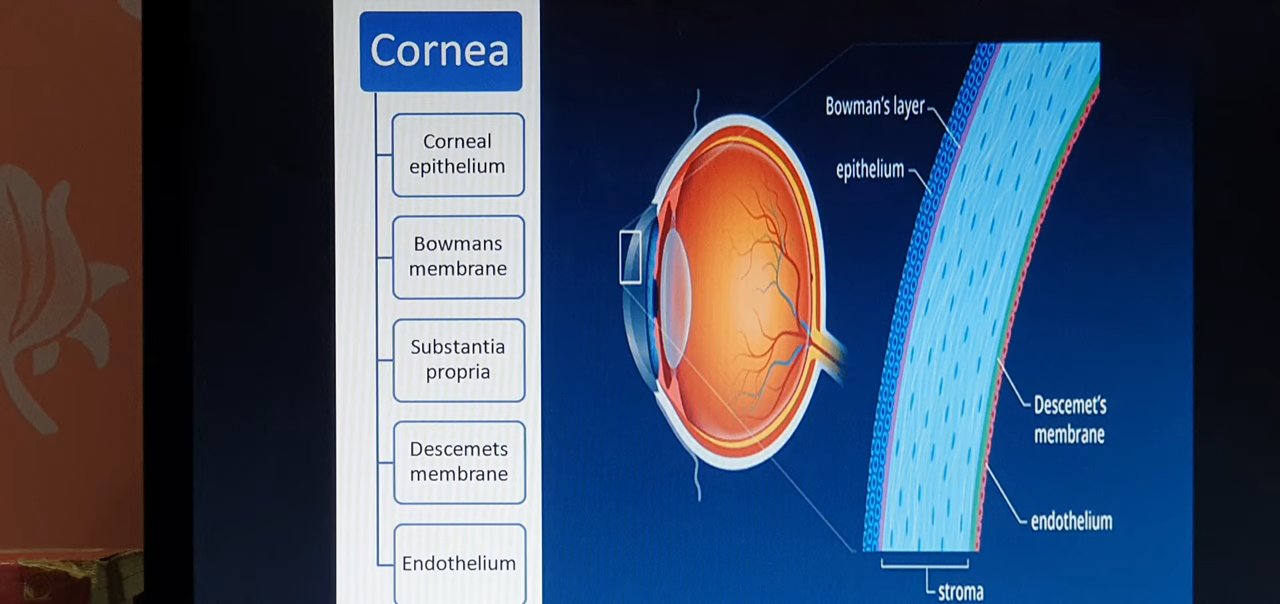 Cornea
Corneal
epithelium
Bowmans
membrane
Substantia
propria
Descemets
membrane
Endothelium
Bowman's layer
epithelium
Descemet's
membrane
endothelium
stroma